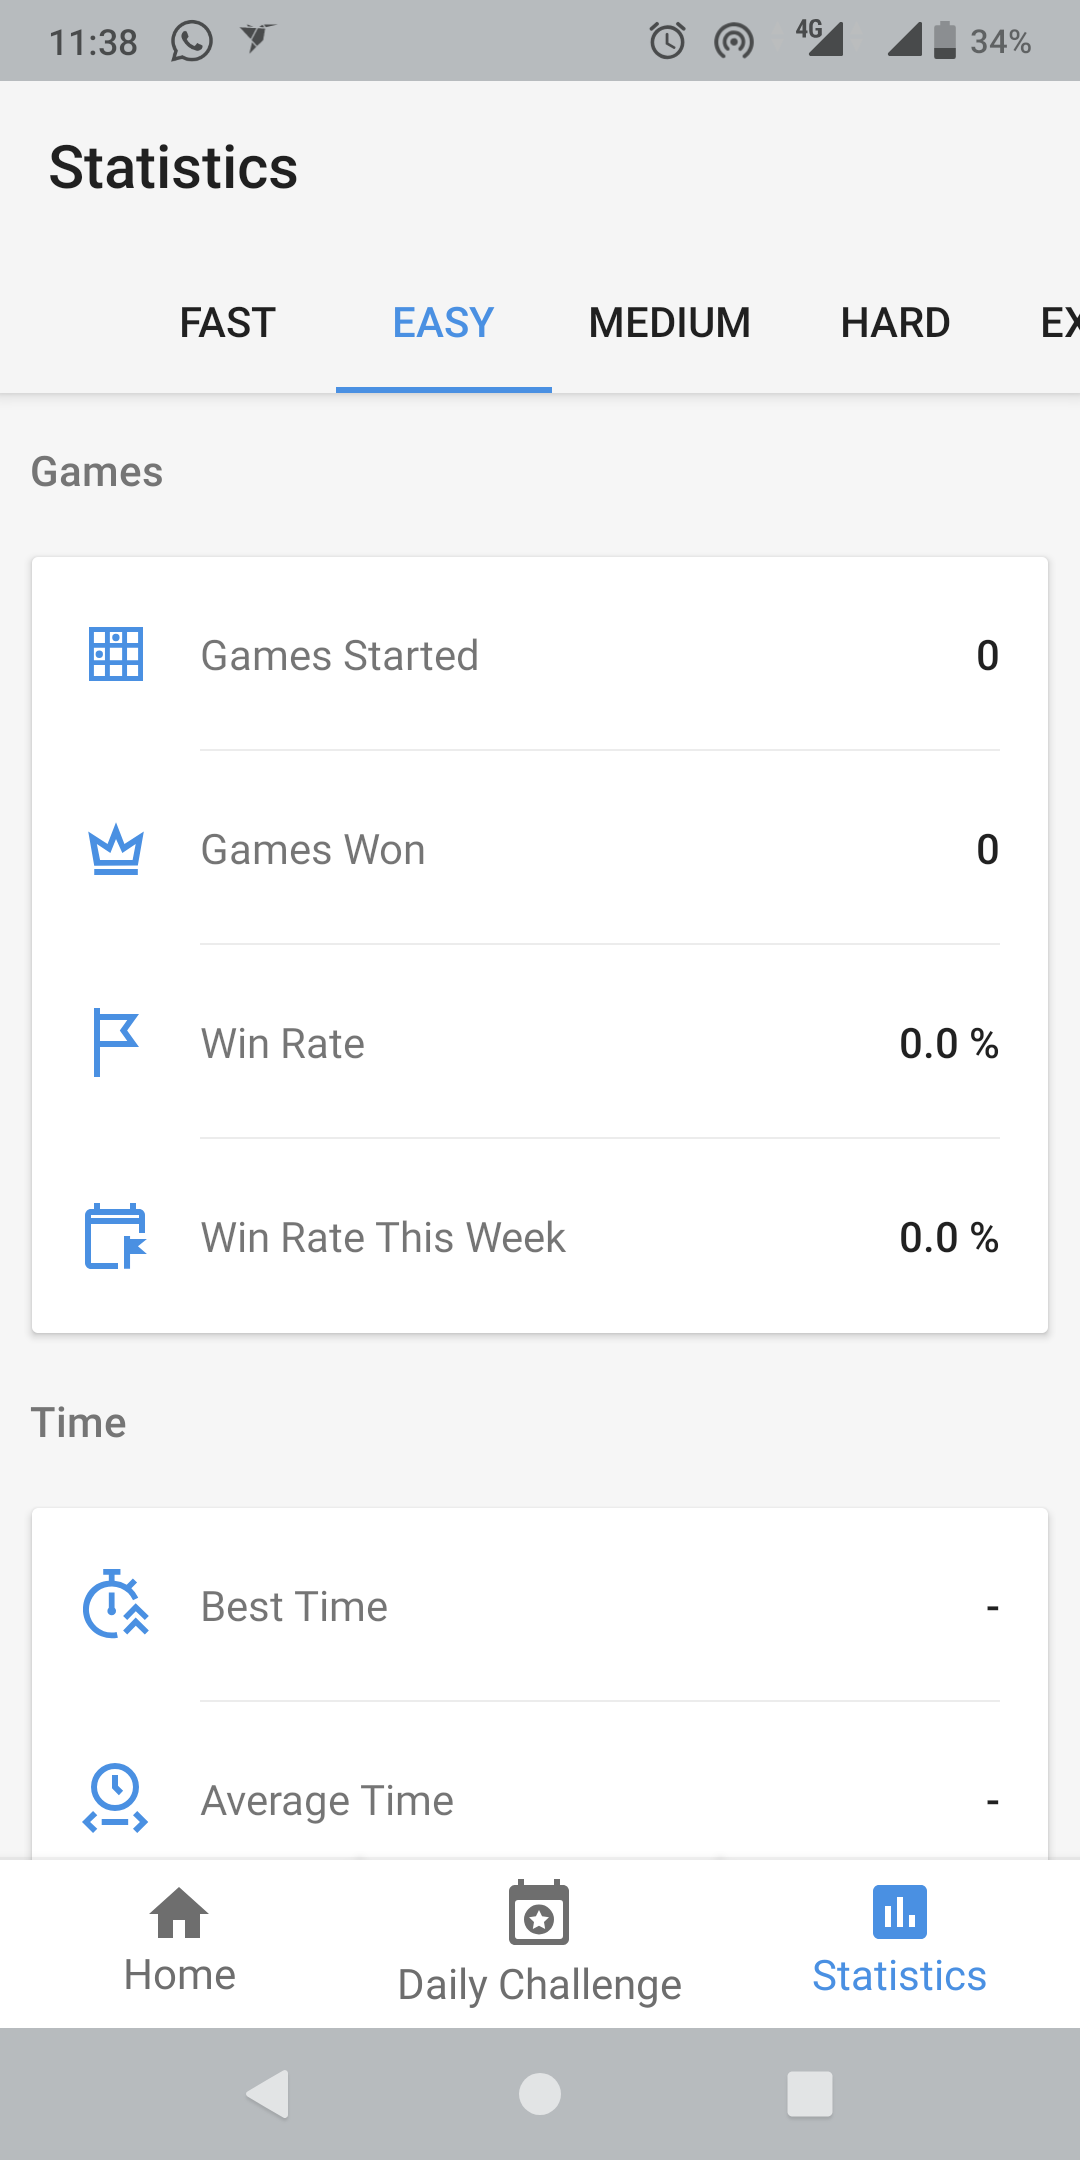 11:38
4G
34%
Statistics
FAST EASY MEDIUM HARD EX
Games
Games Started 0
Games Won 0
Win Rate 0.0 %
Win Rate This Week 0.0 %
Time
Best Time -
Average Time -
Home Daily Challenge Statistics